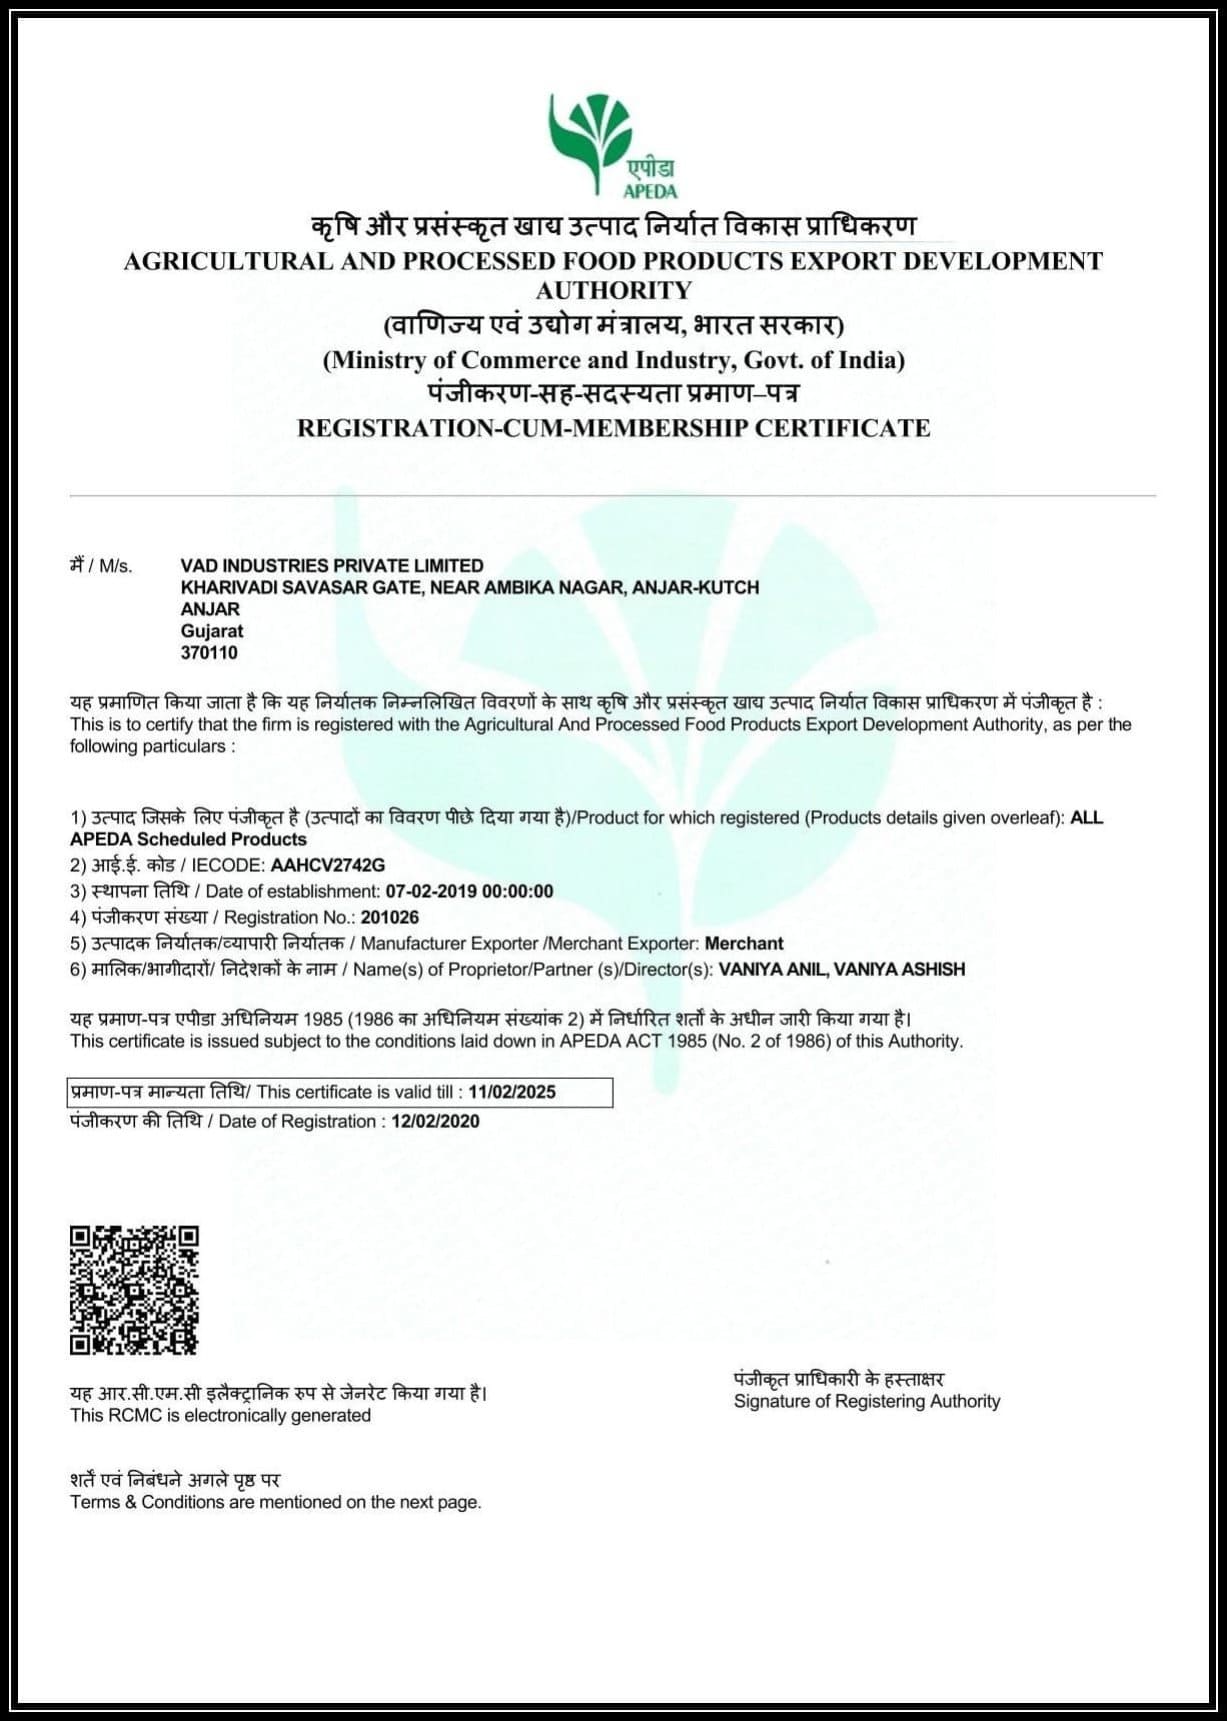 एपीडा
APEDA
कृषि और प्रसंस्कृत खाद्य उत्पाद निर्यात विकास प्राधिकरण
AGRICULTURAL AND PROCESSED FOOD PRODUCTS EXPORT DEVELOPMENT
AUTHORITY
(वाणिज्य एवं उद्योग मंत्रालय, भारत सरकार)
(Ministry of Commerce and Industry, Govt. of India)
पंजीकरण-सह-सदस्यता प्रमाण–पत्र
REGISTRATION-CUM-MEMBERSHIP CERTIFICATE
मैं / M/s. VAD INDUSTRIES PRIVATE LIMITED
KHARIVADI SAVASAR GATE, NEAR AMBIKA NAGAR, ANJAR-KUTCH
ANJAR
Gujarat
370110
यह प्रमाणित किया जाता है कि यह निर्यातक निम्नलिखित विवरणों के साथ कृषि और प्रसंस्कृत खाद्य उत्पाद निर्यात विकास प्राधिकरण में पंजीकृत है :
This is to certify that the firm is registered with the Agricultural And Processed Food Products Export Development Authority, as per the
following particulars :
1) उत्पाद जिसके लिए पंजीकृत है (उत्पादों का विवरण पीछे दिया गया है)/Product for which registered (Products details given overleaf): ALL
APEDA Scheduled Products
2) आई.ई. कोड / IECODE: AAHCV2742G
3) स्थापना तिथि / Date of establishment: 07-02-2019 00:00:00
4) पंजीकरण संख्या / Registration No.: 201026
5) उत्पादक निर्यातक/व्यापारी निर्यातक / Manufacturer Exporter /Merchant Exporter: Merchant
6) मालिक/भागीदारों/ निदेशकों के नाम / Name(s) of Proprietor/Partner (s)/Director(s): VANIYA ANIL, VANIYA ASHISH
यह प्रमाण-पत्र एपीडा अधिनियम 1985 (1986 का अधिनियम संख्यांक 2) में निर्धारित शर्तों के अधीन जारी किया गया है।
This certificate is issued subject to the conditions laid down in APEDA ACT 1985 (No. 2 of 1986) of this Authority.
प्रमाण-पत्र मान्यता तिथि/ This certificate is valid till : 11/02/2025
पंजीकरण की तिथि / Date of Registration : 12/02/2020
पंजीकृत प्राधिकारी के हस्ताक्षर
Signature of Registering Authority
यह आर.सी.एम.सी इलैक्ट्रानिक रुप से जेनरेट किया गया है।
This RCMC is electronically generated
शर्तें एवं निबंधने अगले पृष्ठ पर
Terms & Conditions are mentioned on the next page.